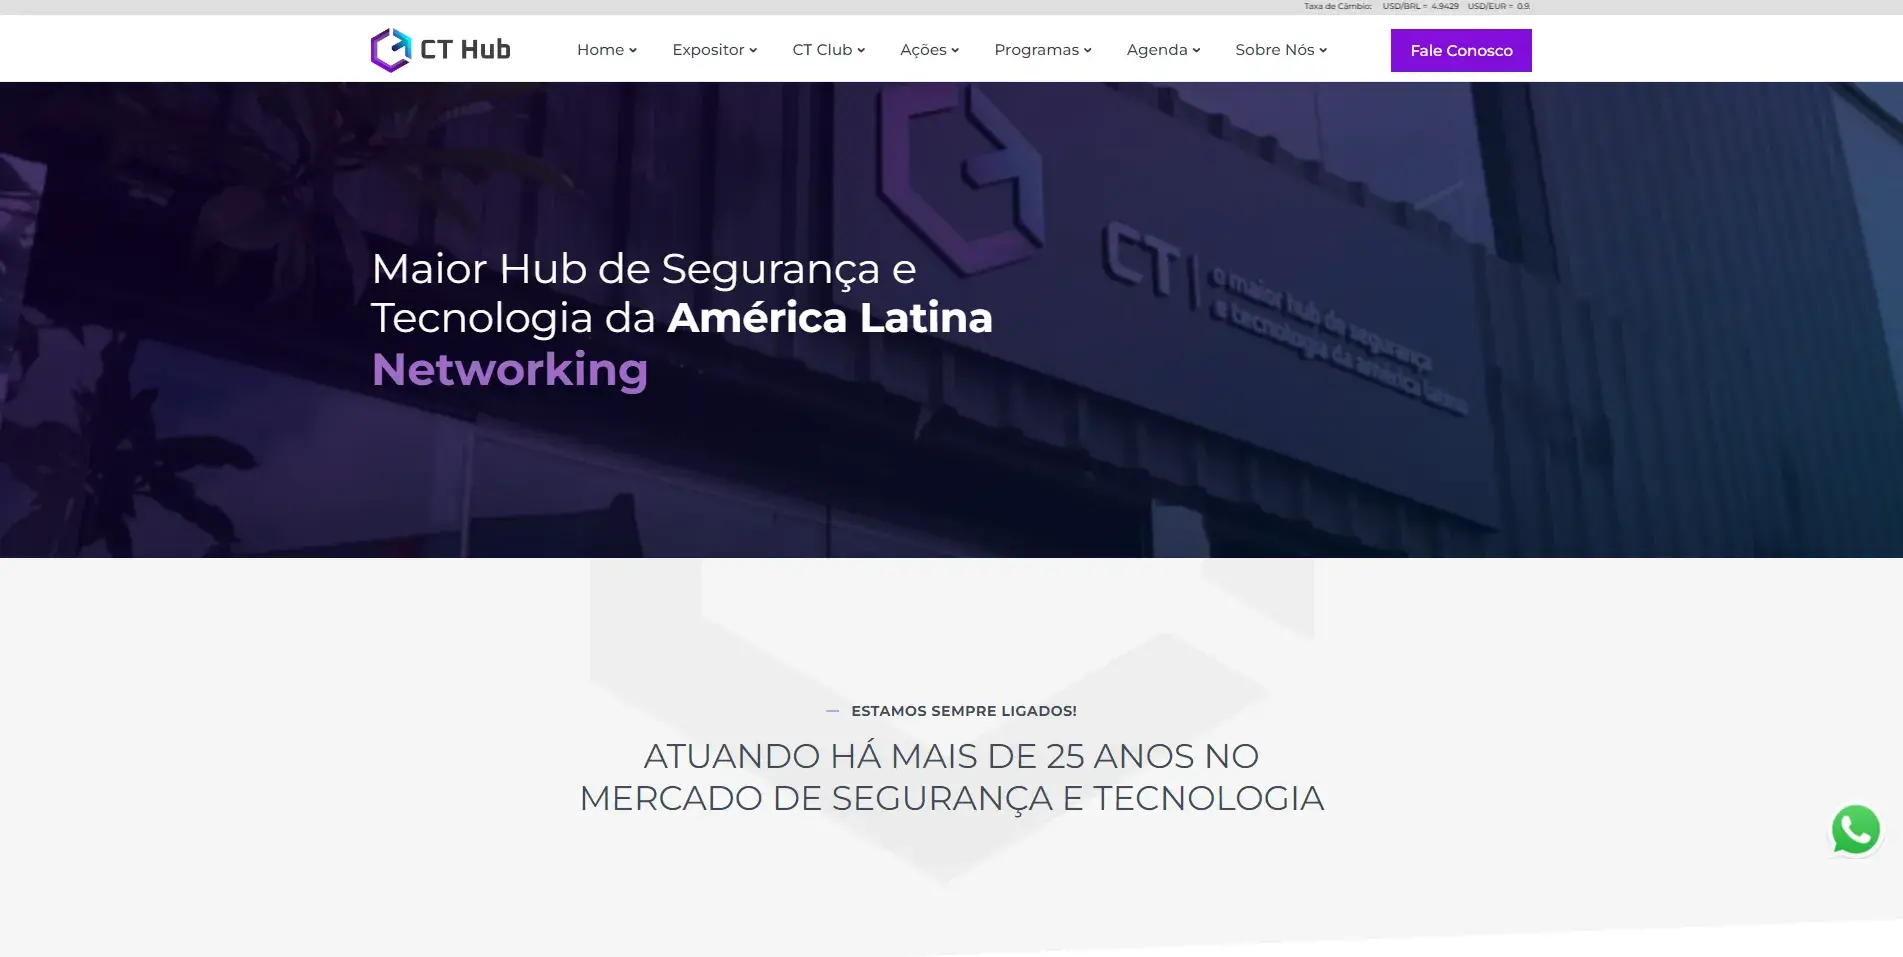 Taxa de Câmbio: USD/BRL = 4.9429 USD/EUR = 0.9
CT Hub
Home
Expositor
CT Club
Ações
Programas
Agenda
Sobre Nós
Fale Conosco
CT
o maior hub de segurança
e tecnologia da américa latina
Maior Hub de Segurança e
Tecnologia da América Latina
Networking
ESTAMOS SEMPRE LIGADOS!
ATUANDO HÁ MAIS DE 25 ANOS NO
MERCADO DE SEGURANÇA E TECNOLOGIA